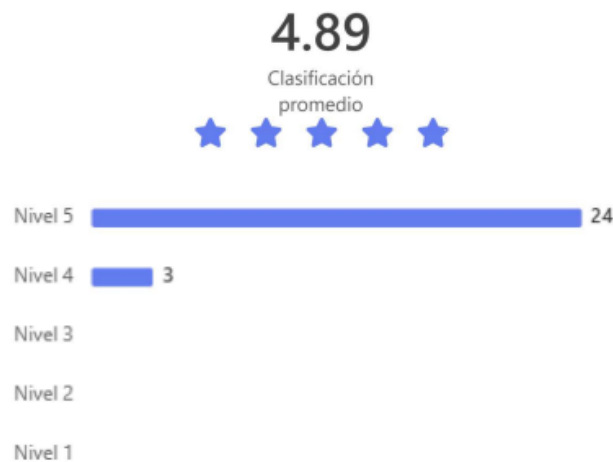 4.89
Clasificación
promedio
Nivel 5 24
Nivel 4 3
Nivel 3
Nivel 2
Nivel 1